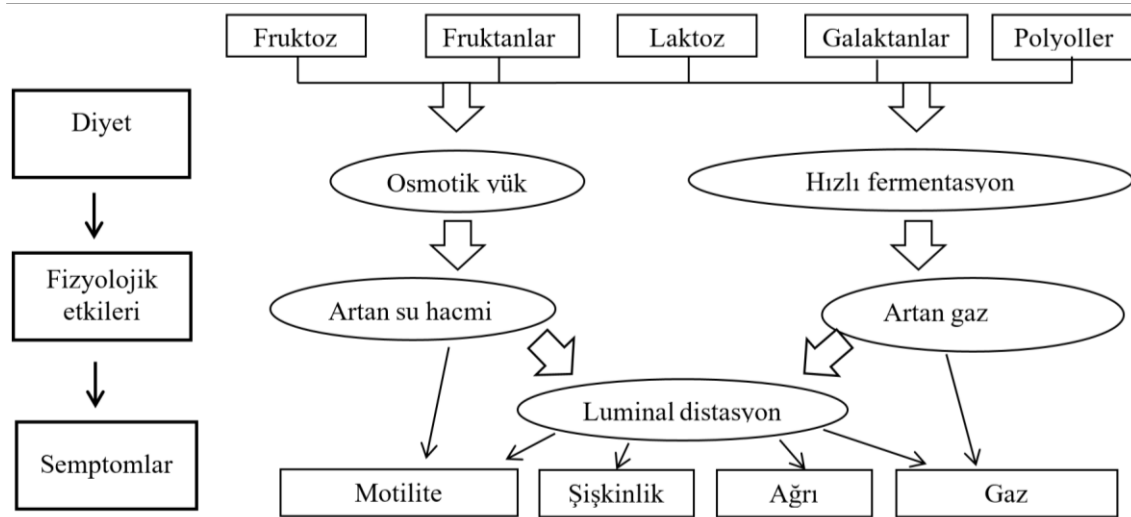 Fruktoz
Fruktanlar
Laktoz
Galaktanlar
Polyoller
Diyet
Osmotik yük
Hızlı fermentasyon
Fizyolojik
etkileri
Artan su hacmi
Artan gaz
Luminal distasyon
Semptomlar
Motilite
Şişkinlik
Ağrı
Gaz